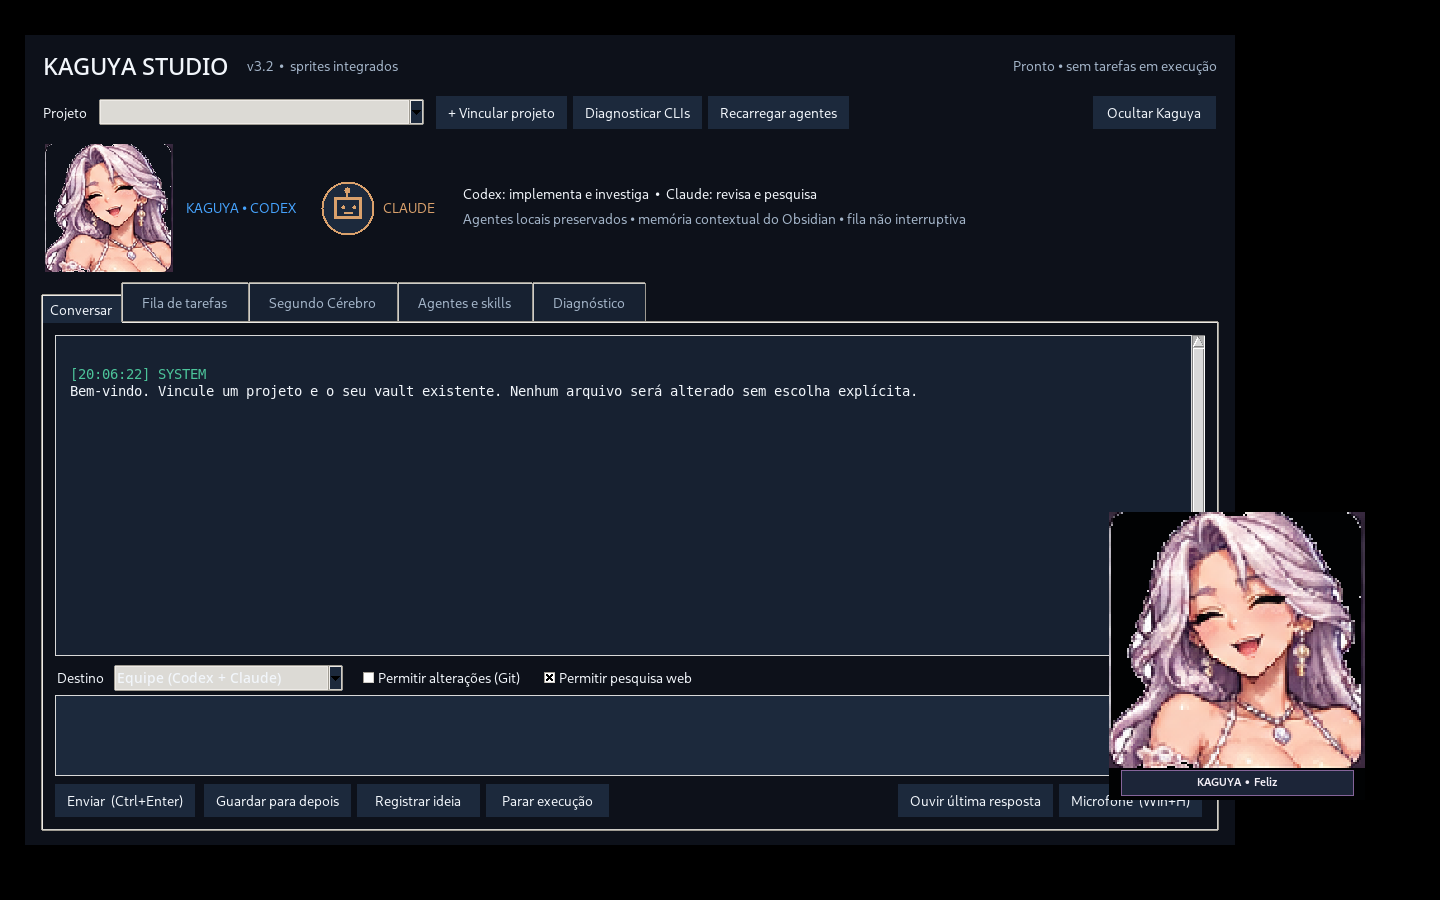 KAGUYA STUDIO v3.2 • sprites integrados Pronto • sem tarefas em execução
Projeto + Vincular projeto Diagnosticar CLIs Recarregar agentes Ocultar Kaguya
Codex: implementa e investiga • Claude: revisa e pesquisa
KAGUYA • CODEX CLAUDE
Agentes locais preservados • memória contextual do Obsidian • fila não interruptiva
Conversar Fila de tarefas Segundo Cérebro Agentes e skills Diagnóstico
[20:06:22] SYSTEM
Bem-vindo. Vincule um projeto e o seu vault existente. Nenhum arquivo será alterado sem escolha explícita.
Destino Equipe (Codex + Claude) Permitir alterações (Git) Permitir pesquisa web
KAGUYA • Feliz
Enviar (Ctrl+Enter) Guardar para depois Registrar ideia Parar execução Ouvir última resposta Microfone (Win+H)